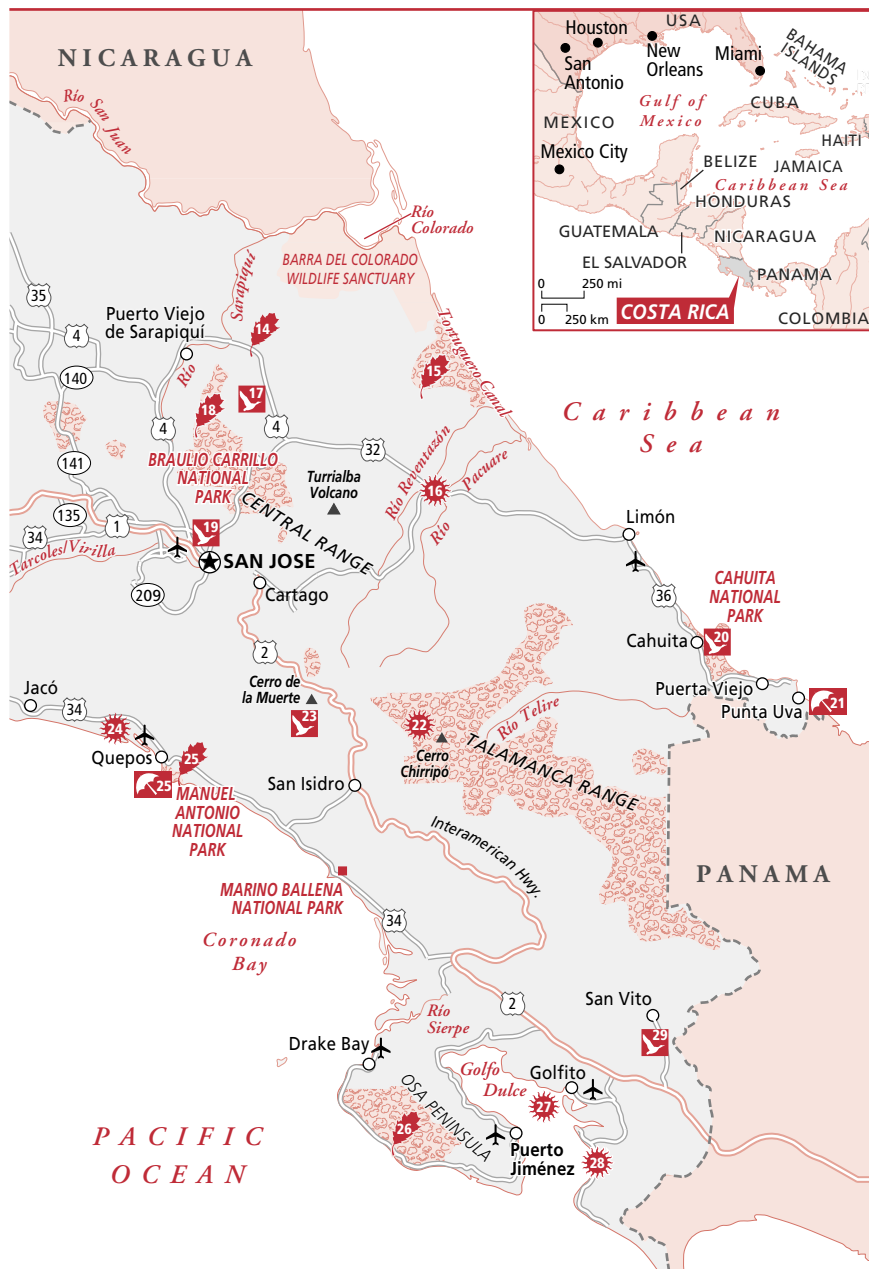 NICARAGUA
Río San
Juan
Río
Colorado
BARRA DEL COLORADO
WILDLIFE SANCTUARY
Sarapiquí
Río
35
4
Puerto Viejo
de Sarapiquí
14
Tortuguero Canal
15
140
17
18
4
4
32
141
BRAULIO CARRILLO
NATIONAL
PARK
Turrialba
Volcano
Río Reventazón
Pacuare
Río
16
135
1
19
CENTRAL RANGE
34
Tarcoles/Virilla
SAN JOSE
Cartago
209
Limón
36
CAHUITA
NATIONAL
PARK
Cahuita
20
Puerta Viejo
Punta Uva
21
2
Cerro de
la Muerte
23
Jacó
34
24
Quepos
25
25
MANUEL
ANTONIO
NATIONAL
PARK
22
Río Telire
Cerro
Chirripó
TALAMANCA RANGE
San Isidro
Interamerican Hwy.
PANAMA
MARINO BALLENA
NATIONAL PARK
Coronado
Bay
34
2
San Vito
29
Río
Sierpe
Drake Bay
Golfo
Dulce
Golfito
27
OSA PENINSULA
26
Puerto
Jiménez
28
PACIFIC
OCEAN
Caribbean
Sea
USA
Houston
San
Antonio
New
Orleans
Miami
BAHAMA
ISLANDS
Gulf of
Mexico
CUBA
MEXICO
HAITI
Mexico City
BELIZE
JAMAICA
Caribbean Sea
HONDURAS
GUATEMALA
NICARAGUA
EL SALVADOR
PANAMA
0 250 mi
0 250 km
COSTA RICA
COLOMBIA